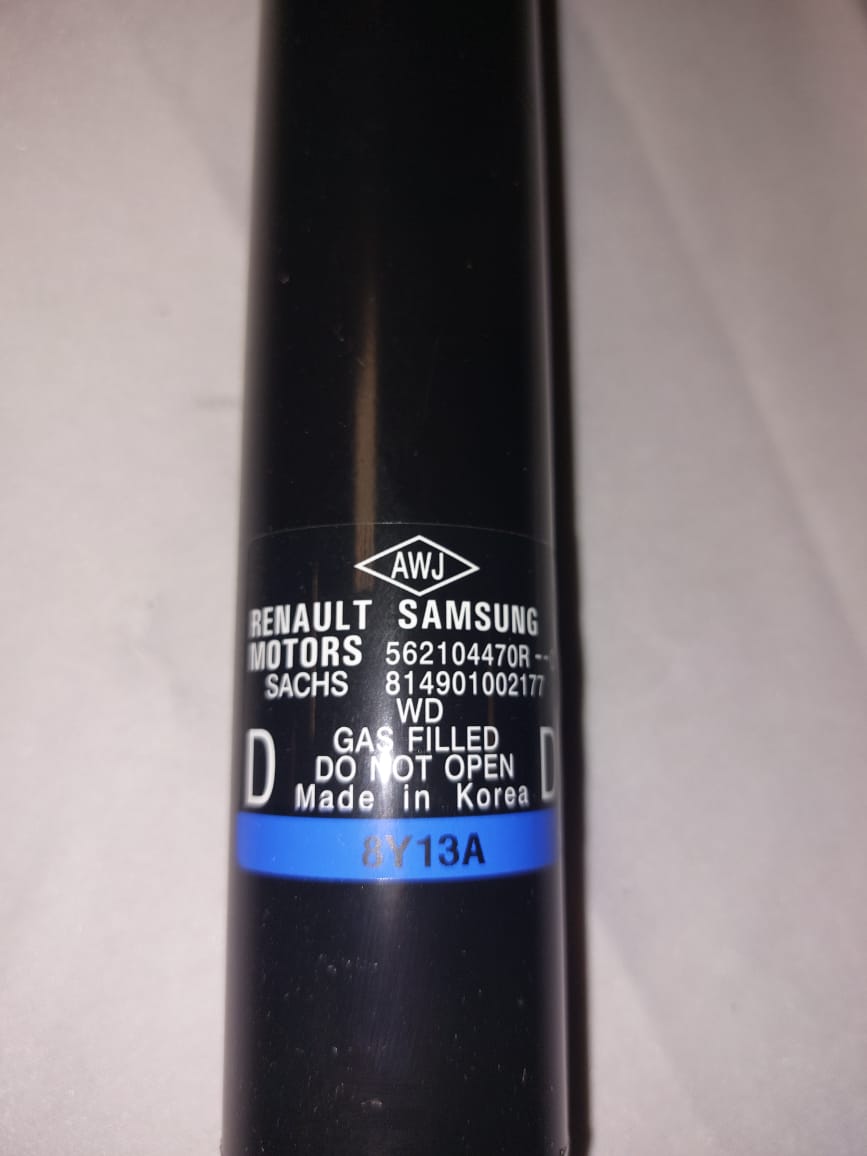 AWJ
RENAULT SAMSUNG
MOTORS 562104470R--
SACHS 814901002177
WD
GAS FILLED
D DO NOT OPEN D
Made in Korea
8Y13A